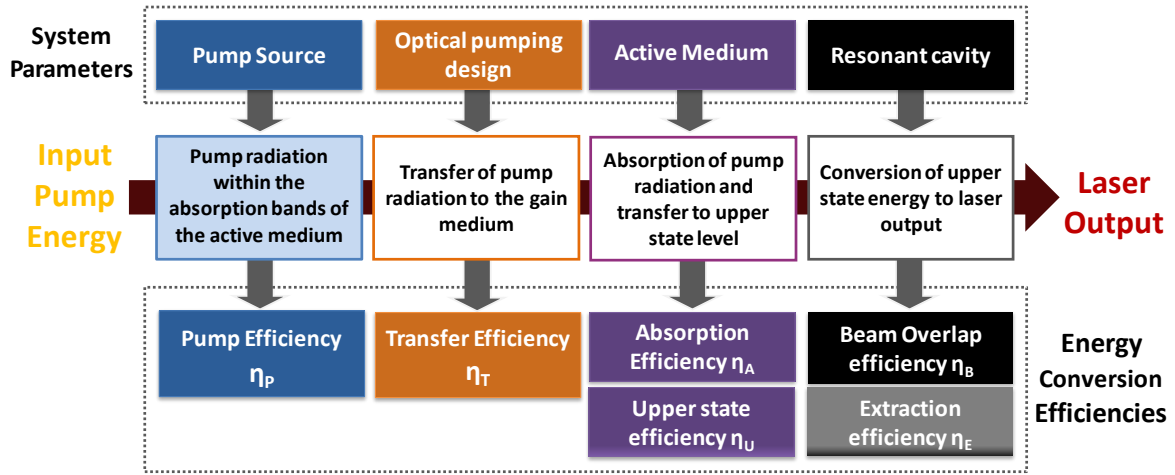 System
Parameters
Pump Source
Optical pumping
design
Active Medium
Resonant cavity
Input
Pump
Energy
Pump radiation
within the
absorption bands of
the active medium
Transfer of pump
radiation to the gain
medium
Absorption of pump
radiation and
transfer to upper
state level
Conversion of upper
state energy to laser
output
Laser
Output
Pump Efficiency
ηP
Transfer Efficiency
ηT
Absorption
Efficiency ηA
Upper state
efficiency ηU
Beam Overlap
efficiency ηB
Extraction
efficiency ηE
Energy
Conversion
Efficiencies